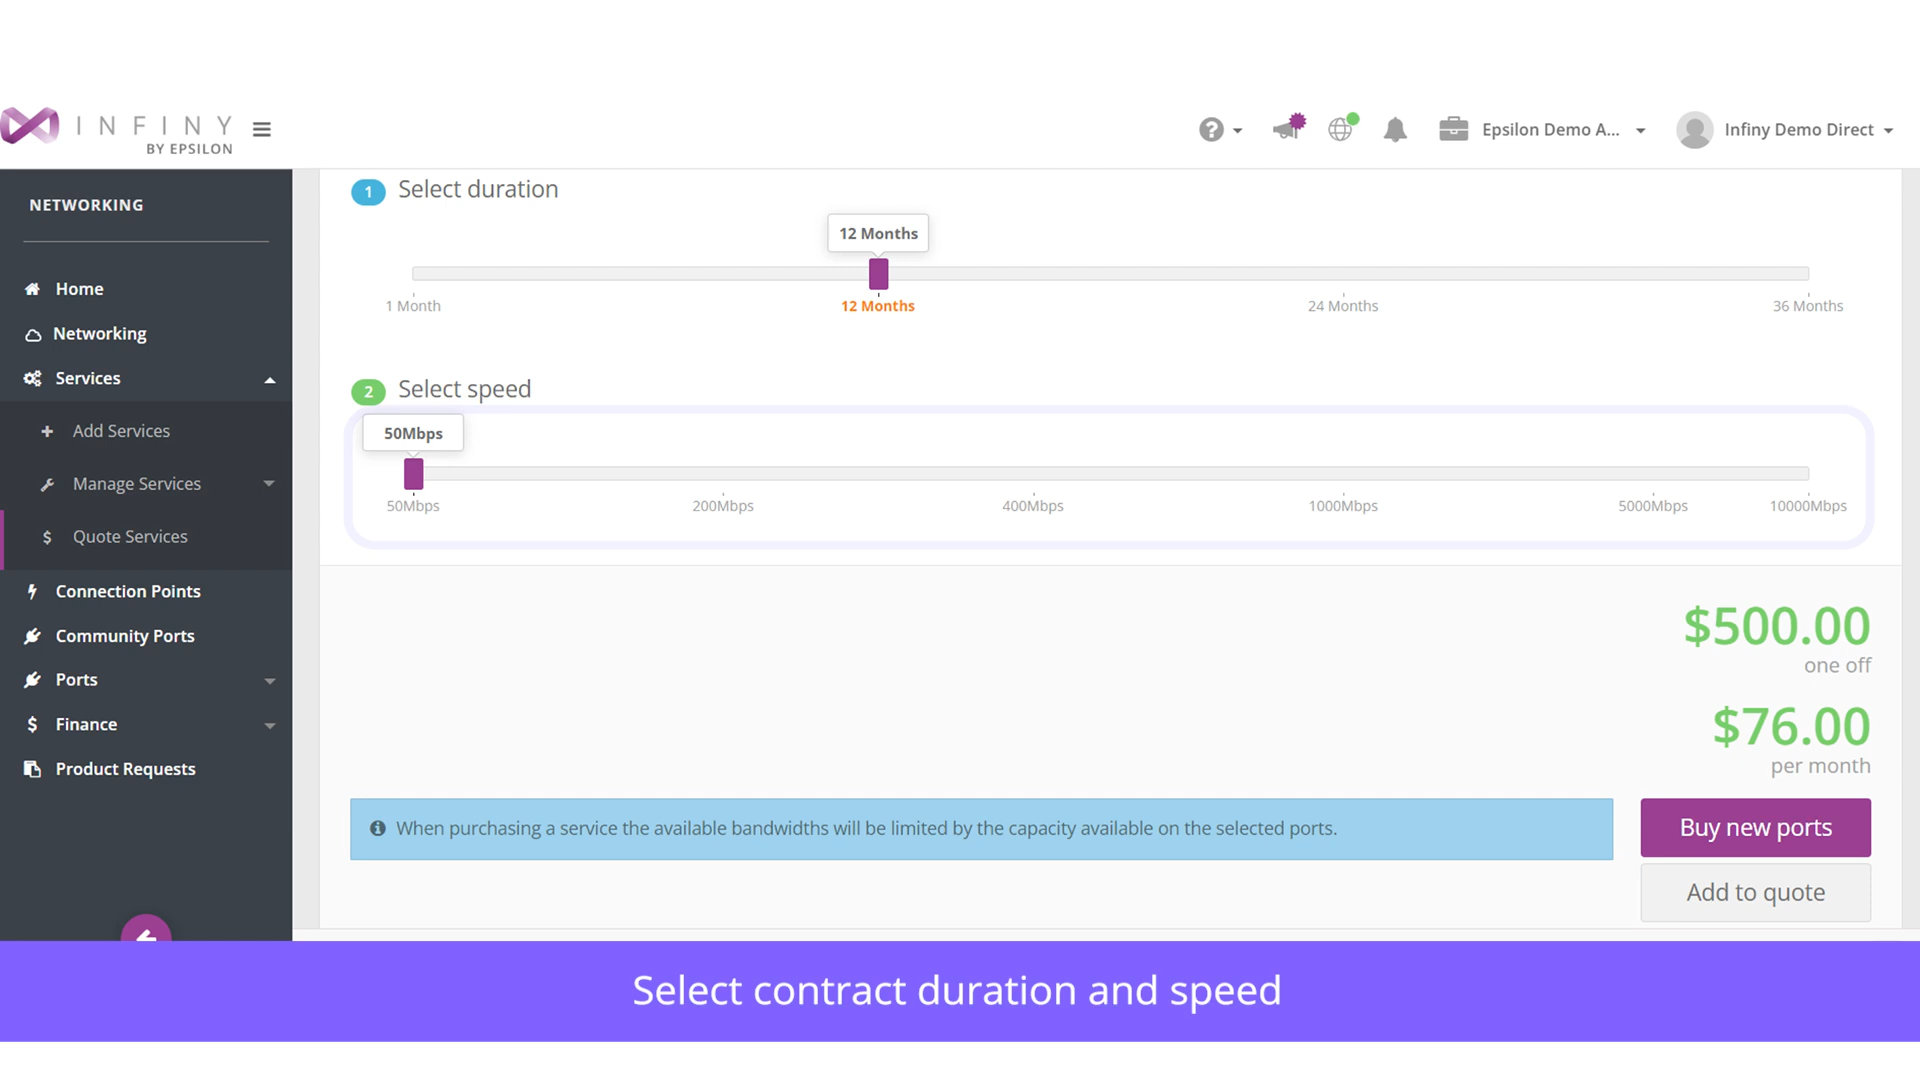 INFINY
BY EPSILON
Epsilon Demo A...
Infiny Demo Direct
NETWORKING
Home
Networking
Services
Add Services
Manage Services
Quote Services
Connection Points
Community Ports
Ports
Finance
Product Requests
1 Select duration
12 Months
1 Month
12 Months
24 Months
36 Months
2 Select speed
50Mbps
50Mbps
200Mbps
400Mbps
1000Mbps
5000Mbps
10000Mbps
$500.00
one off
$76.00
per month
When purchasing a service the available bandwidths will be limited by the capacity available on the selected ports.
Buy new ports
Add to quote
Select contract duration and speed